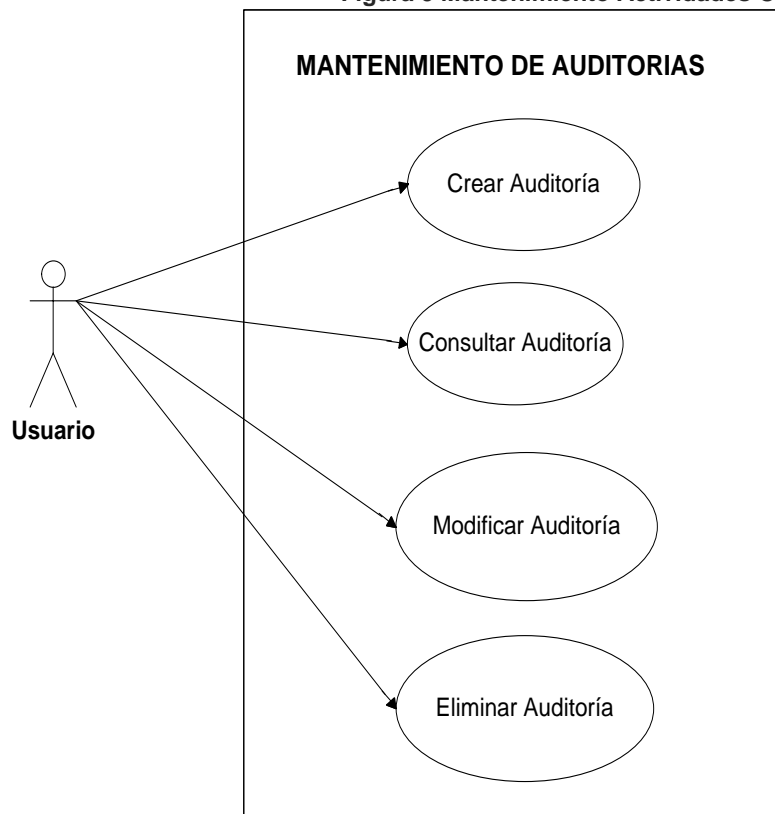 MANTENIMIENTO DE AUDITORIAS
Crear Auditoría
Consultar Auditoría
Usuario
Modificar Auditoría
Eliminar Auditoría